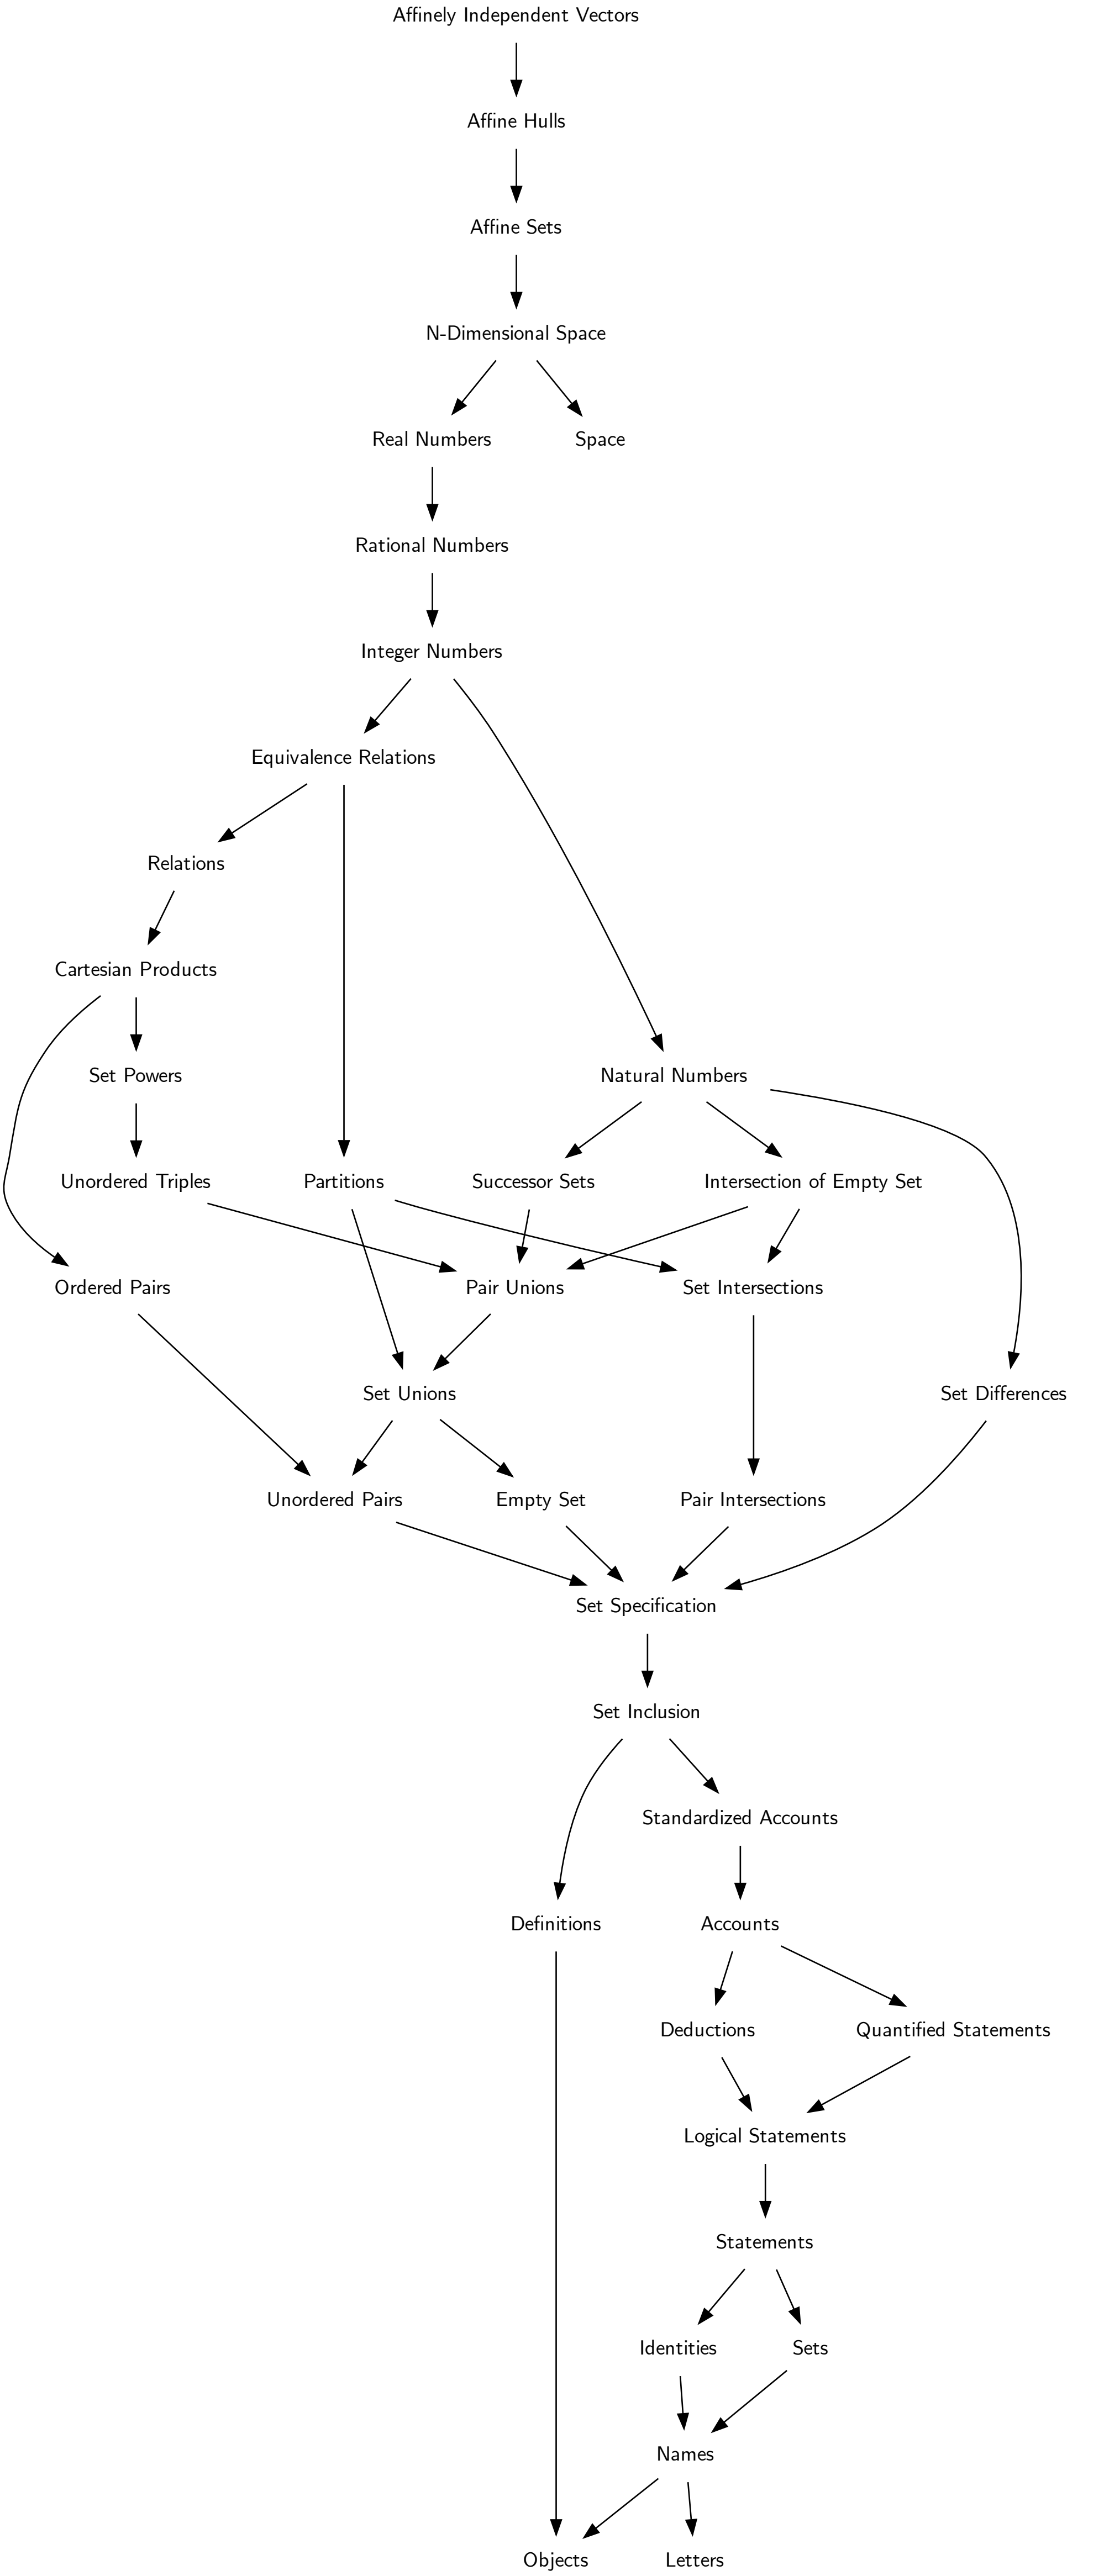 Affinely Independent Vectors
Affine Hulls
Affine Sets
N-Dimensional Space
Real Numbers
Space
Rational Numbers
Integer Numbers
Equivalence Relations
Relations
Cartesian Products
Set Powers
Natural Numbers
Unordered Triples
Partitions
Successor Sets
Intersection of Empty Set
Ordered Pairs
Pair Unions
Set Intersections
Set Unions
Set Differences
Unordered Pairs
Empty Set
Pair Intersections
Set Specification
Set Inclusion
Standardized Accounts
Definitions
Accounts
Deductions
Quantified Statements
Logical Statements
Statements
Identities
Sets
Names
Objects
Letters